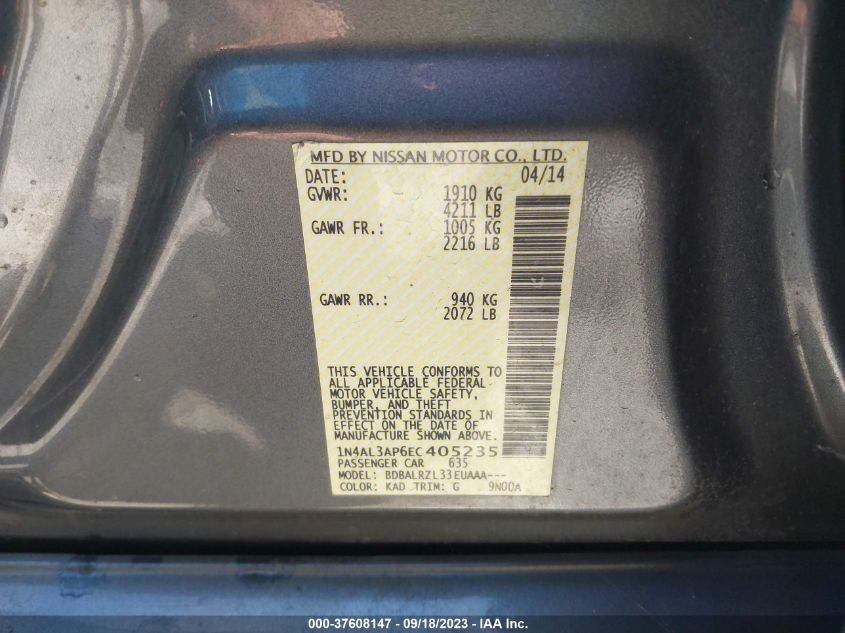 MFD BY NISSAN MOTOR CO., LTD.
DATE: 04/14
GVWR: 1910 KG
4211 LB
GAWR FR.: 1005 KG
2216 LB
GAWR RR.: 940 KG
2072 LB
THIS VEHICLE CONFORMS TO
ALL APPLICABLE FEDERAL
MOTOR VEHICLE SAFETY,
BUMPER, AND THEFT
PREVENTION STANDARDS IN
EFFECT ON THE DATE OF
MANUFACTURE SHOWN ABOVE.
1N4AL3AP6EC405235
PASSENGER CAR 635
MODEL: BDBALRZL33EUAAA---
COLOR: KAD TRIM: G 9N00A
000-37608147 - 09/18/2023 - IAA Inc.